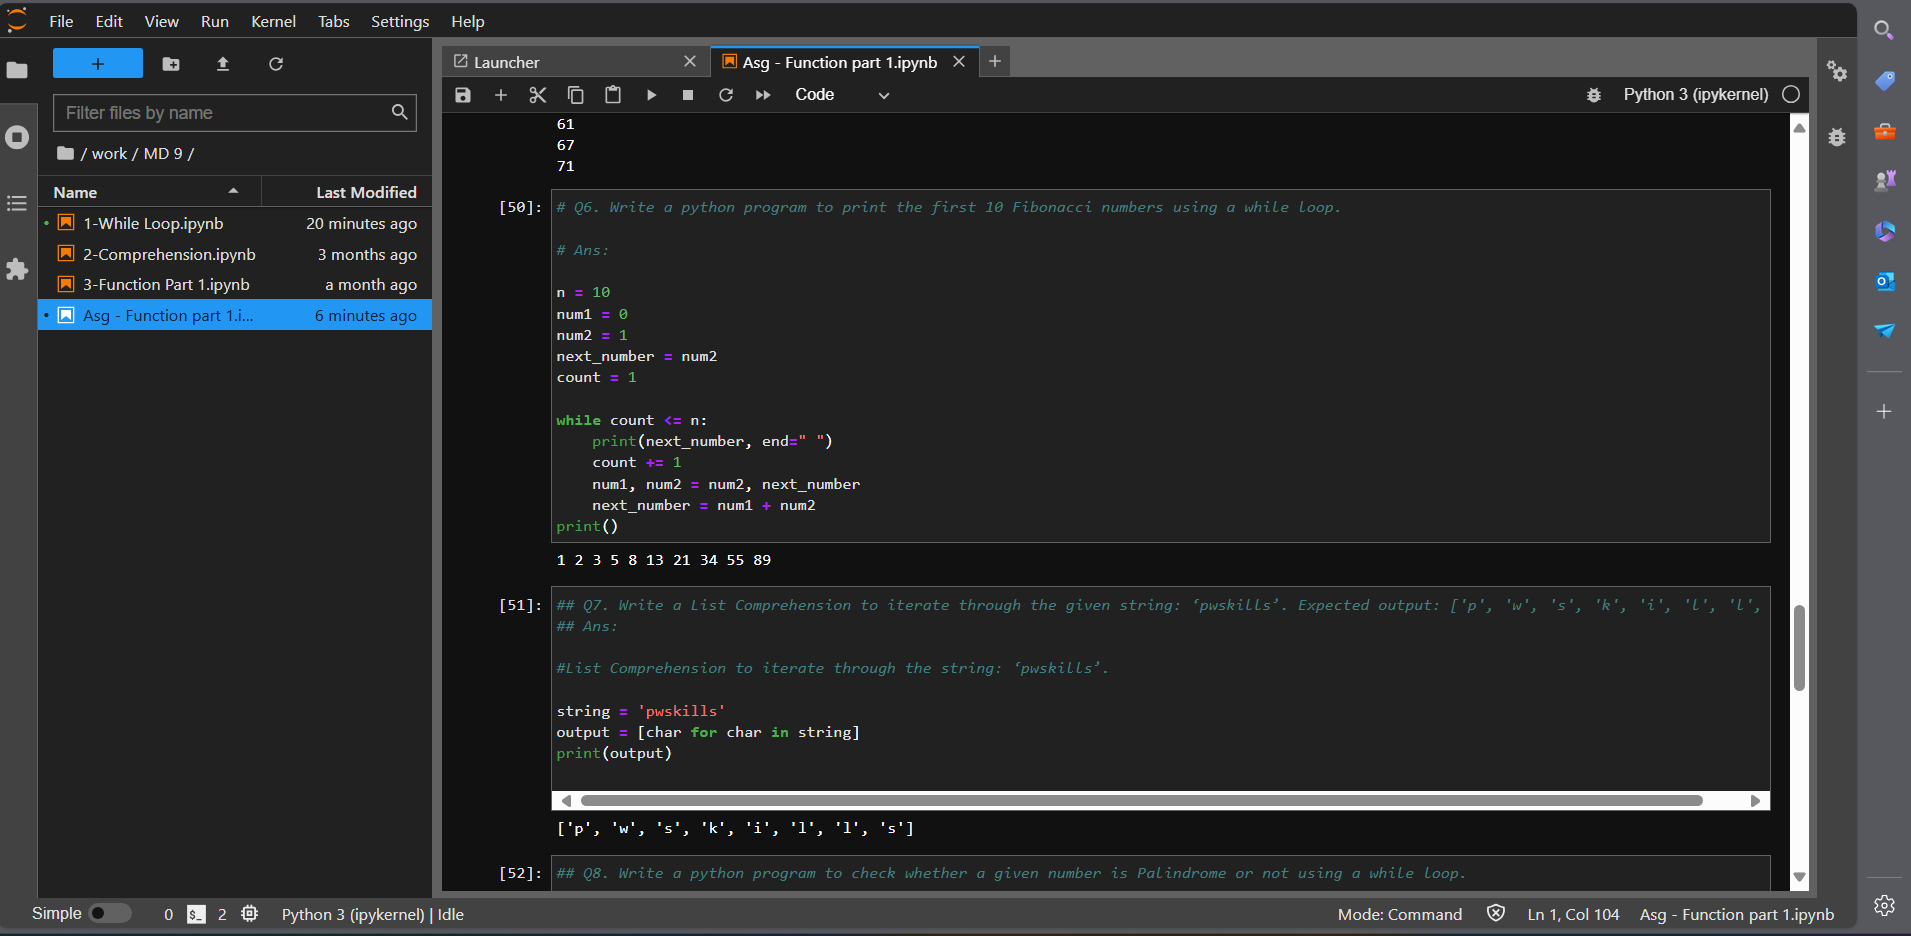 File Edit View Run Kernel Tabs Settings Help
+
Filter files by name
/ work / MD 9 /
Name Last Modified
1-While Loop.ipynb 20 minutes ago
2-Comprehension.ipynb 3 months ago
3-Function Part 1.ipynb a month ago
Asg - Function part 1.i... 6 minutes ago
Launcher Asg - Function part 1.ipynb
Code Python 3 (ipykernel)
61
67
71
[50]: # Q6. Write a python program to print the first 10 Fibonacci numbers using a while loop.
# Ans:
n = 10
num1 = 0
num2 = 1
next_number = num2
count = 1
while count <= n:
print(next_number, end=" ")
count += 1
num1, num2 = num2, next_number
next_number = num1 + num2
print()
1 2 3 5 8 13 21 34 55 89
[51]: ## Q7. Write a List Comprehension to iterate through the given string: ‘pwskills’. Expected output: ['p', 'w', 's', 'k', 'i', 'l', 'l',
## Ans:
#List Comprehension to iterate through the string: ‘pwskills’.
string = 'pwskills'
output = [char for char in string]
print(output)
['p', 'w', 's', 'k', 'i', 'l', 'l', 's']
[52]: ## Q8. Write a python program to check whether a given number is Palindrome or not using a while loop.
Simple 0 $_ 2 Python 3 (ipykernel) | Idle Mode: Command Ln 1, Col 104 Asg - Function part 1.ipynb